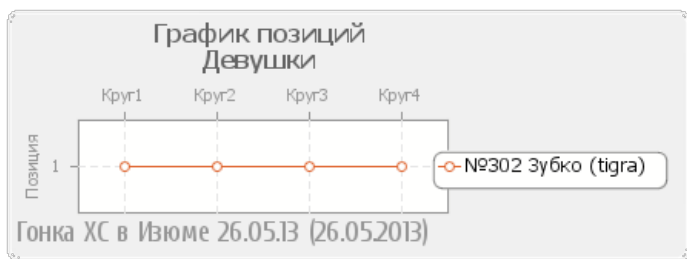 График позиций
Девушки
Круг1 Круг2 Круг3 Круг4
Позиция
1
№302 Зубко (tigra)
Гонка XC в Изюме 26.05.13 (26.05.2013)